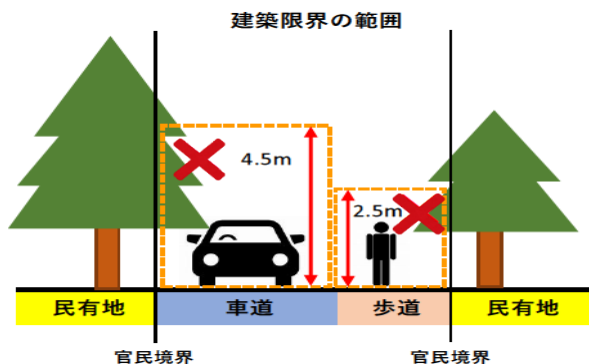 建築限界の範囲
4.5m
2.5m
民有地 車道 歩道 民有地
官民境界 官民境界